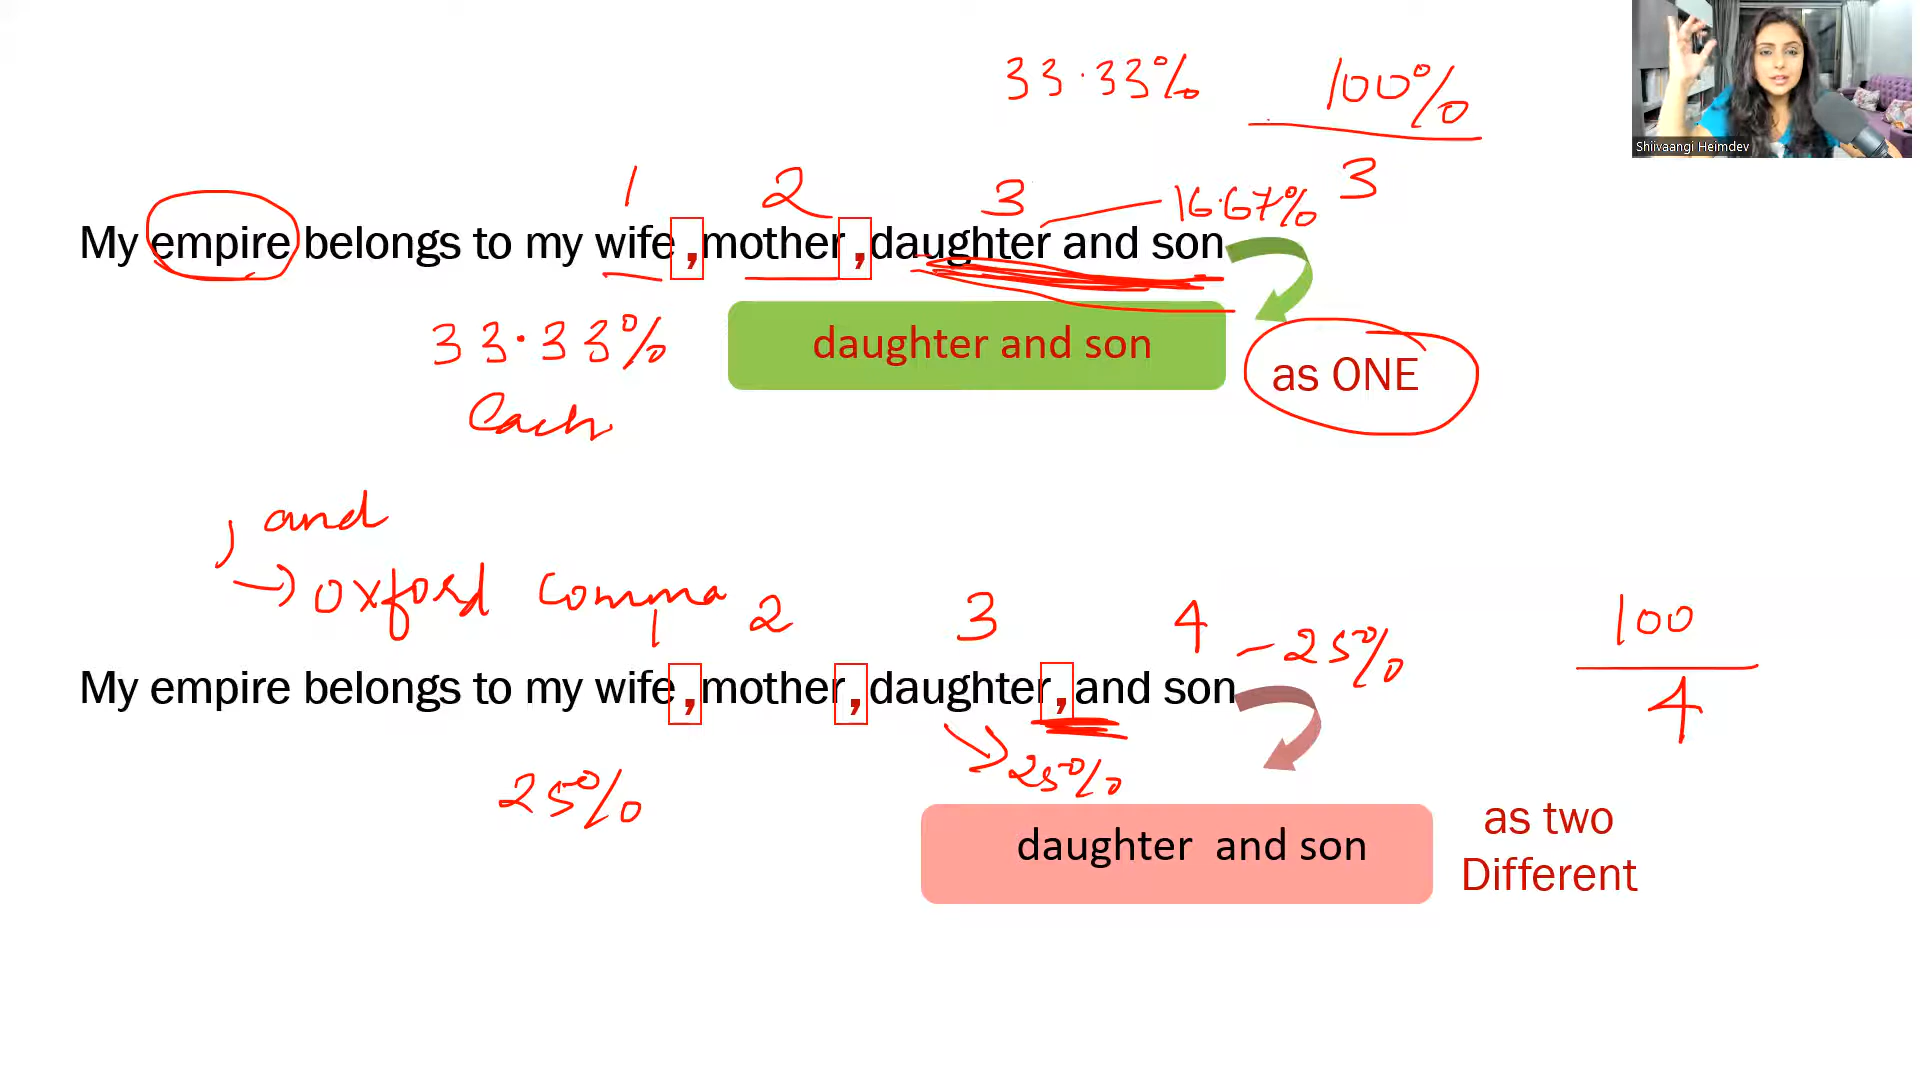 33.33% 100%
3
Shiivaangi Heimdev
1 2 3 16.67%
My empire belongs to my wife , mother , daughter and son
33.33% daughter and son
as ONE
Each
, and
→ oxford comma
1 2 3 4 - 25% 100
4
My empire belongs to my wife , mother , daughter , and son
25% 25%
daughter and son
as two
Different